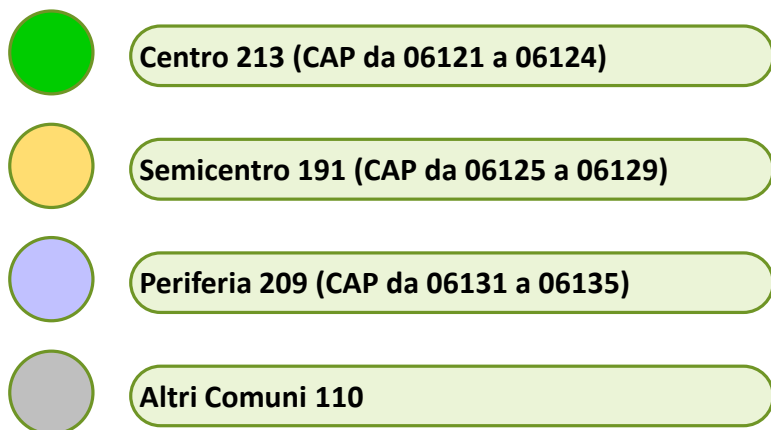 Centro 213 (CAP da 06121 a 06124)
Semicentro 191 (CAP da 06125 a 06129)
Periferia 209 (CAP da 06131 a 06135)
Altri Comuni 110